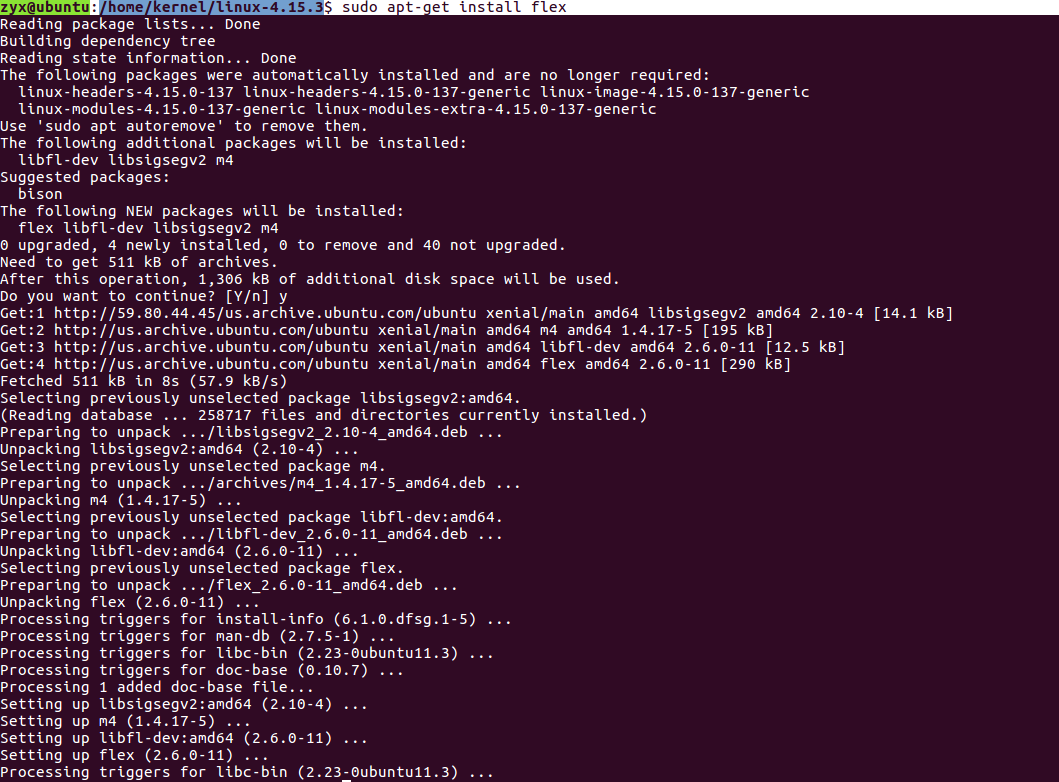 zyx@ubuntu:/home/kernel/linux-4.15.3$ sudo apt-get install flex
Reading package lists... Done
Building dependency tree
Reading state information... Done
The following packages were automatically installed and are no longer required:
  linux-headers-4.15.0-137 linux-headers-4.15.0-137-generic linux-image-4.15.0-137-generic
  linux-modules-4.15.0-137-generic linux-modules-extra-4.15.0-137-generic
Use 'sudo apt autoremove' to remove them.
The following additional packages will be installed:
  libfl-dev libsigsegv2 m4
Suggested packages:
  bison
The following NEW packages will be installed:
  flex libfl-dev libsigsegv2 m4
0 upgraded, 4 newly installed, 0 to remove and 40 not upgraded.
Need to get 511 kB of archives.
After this operation, 1,306 kB of additional disk space will be used.
Do you want to continue? [Y/n] y
Get:1 http://59.80.44.45/us.archive.ubuntu.com/ubuntu xenial/main amd64 libsigsegv2 amd64 2.10-4 [14.1 kB]
Get:2 http://us.archive.ubuntu.com/ubuntu xenial/main amd64 m4 amd64 1.4.17-5 [195 kB]
Get:3 http://us.archive.ubuntu.com/ubuntu xenial/main amd64 libfl-dev amd64 2.6.0-11 [12.5 kB]
Get:4 http://us.archive.ubuntu.com/ubuntu xenial/main amd64 flex amd64 2.6.0-11 [290 kB]
Fetched 511 kB in 8s (57.9 kB/s)
Selecting previously unselected package libsigsegv2:amd64.
(Reading database ... 258717 files and directories currently installed.)
Preparing to unpack .../libsigsegv2_2.10-4_amd64.deb ...
Unpacking libsigsegv2:amd64 (2.10-4) ...
Selecting previously unselected package m4.
Preparing to unpack .../archives/m4_1.4.17-5_amd64.deb ...
Unpacking m4 (1.4.17-5) ...
Selecting previously unselected package libfl-dev:amd64.
Preparing to unpack .../libfl-dev_2.6.0-11_amd64.deb ...
Unpacking libfl-dev:amd64 (2.6.0-11) ...
Selecting previously unselected package flex.
Preparing to unpack .../flex_2.6.0-11_amd64.deb ...
Unpacking flex (2.6.0-11) ...
Processing triggers for install-info (6.1.0.dfsg.1-5) ...
Processing triggers for man-db (2.7.5-1) ...
Processing triggers for libc-bin (2.23-0ubuntu11.3) ...
Processing triggers for doc-base (0.10.7) ...
Processing 1 added doc-base file...
Setting up libsigsegv2:amd64 (2.10-4) ...
Setting up m4 (1.4.17-5) ...
Setting up libfl-dev:amd64 (2.6.0-11) ...
Setting up flex (2.6.0-11) ...
Processing triggers for libc-bin (2.23-0ubuntu11.3) ...